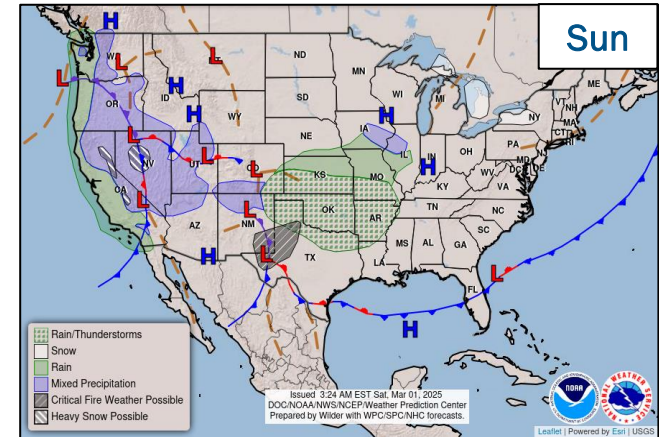 Sun
H
L
L
L
H
H
H
H
L
L
L
L
L
L
L
L
H
H
W
OR
ID
NV
CA
UT
AZ
WY
CO
NM
ND
SD
NE
KS
OK
TX
MN
IA
MO
AR
LA
WI
IL
MI
IN
OH
KY
TN
MS
AL
GA
FL
SC
NC
VA
WV
PA
NY
VT
NH
ME
MA
CT
RI
NJ
MD
DE
DC
Rain/Thunderstorms
Snow
Rain
Mixed Precipitation
Critical Fire Weather Possible
Heavy Snow Possible
Issued 3:24 AM EST Sat, Mar 01, 2025
DOC/NOAA/NWS/NCEP/Weather Prediction Center
Prepared by Wilder with WPC/SPC/NHC forecasts.
NOAA
Leaflet | Powered by Esri | USGS